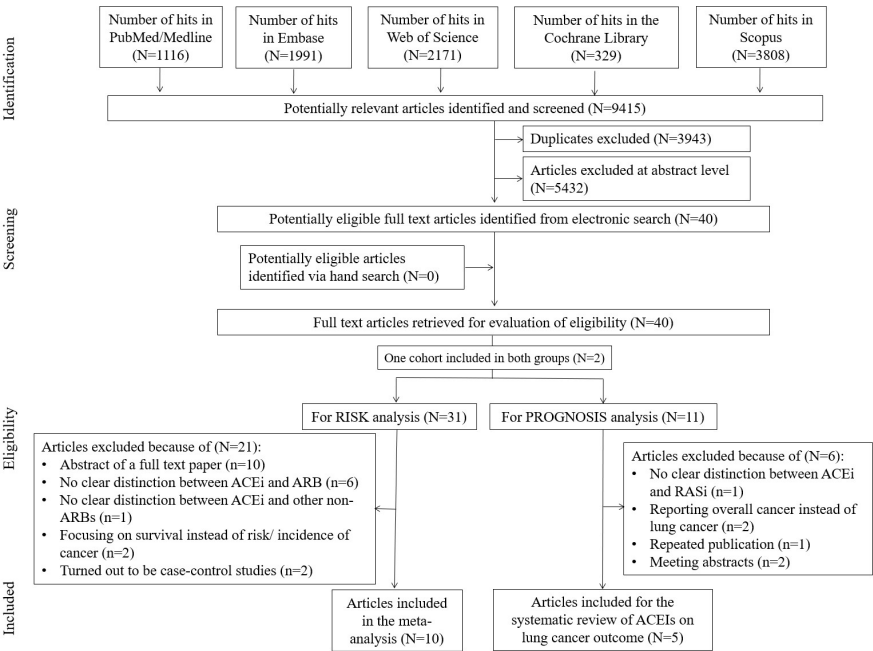 Identification
Number of hits in
PubMed/Medline
(N=1116)
Number of hits
in Embase
(N=1991)
Number of hits in
Web of Science
(N=2171)
Number of hits in the
Cochrane Library
(N=329)
Number of hits in
Scopus
(N=3808)
Potentially relevant articles identified and screened (N=9415)
Duplicates excluded (N=3943)
Articles excluded at abstract level
(N=5432)
Screening
Potentially eligible full text articles identified from electronic search (N=40)
Potentially eligible articles
identified via hand search (N=0)
Full text articles retrieved for evaluation of eligibility (N=40)
One cohort included in both groups (N=2)
Eligibility
For RISK analysis (N=31)
For PROGNOSIS analysis (N=11)
Articles excluded because of (N=21):
• Abstract of a full text paper (n=10)
• No clear distinction between ACEi and ARB (n=6)
• No clear distinction between ACEi and other non-
ARBs (n=1)
• Focusing on survival instead of risk/ incidence of
cancer (n=2)
• Turned out to be case-control studies (n=2)
Articles excluded because of (N=6):
• No clear distinction between ACEi
and RASi (n=1)
• Reporting overall cancer instead of
lung cancer (n=2)
• Repeated publication (n=1)
• Meeting abstracts (n=2)
Included
Articles included
in the meta-
analysis (N=10)
Articles included for the
systematic review of ACEIs on
lung cancer outcome (N=5)